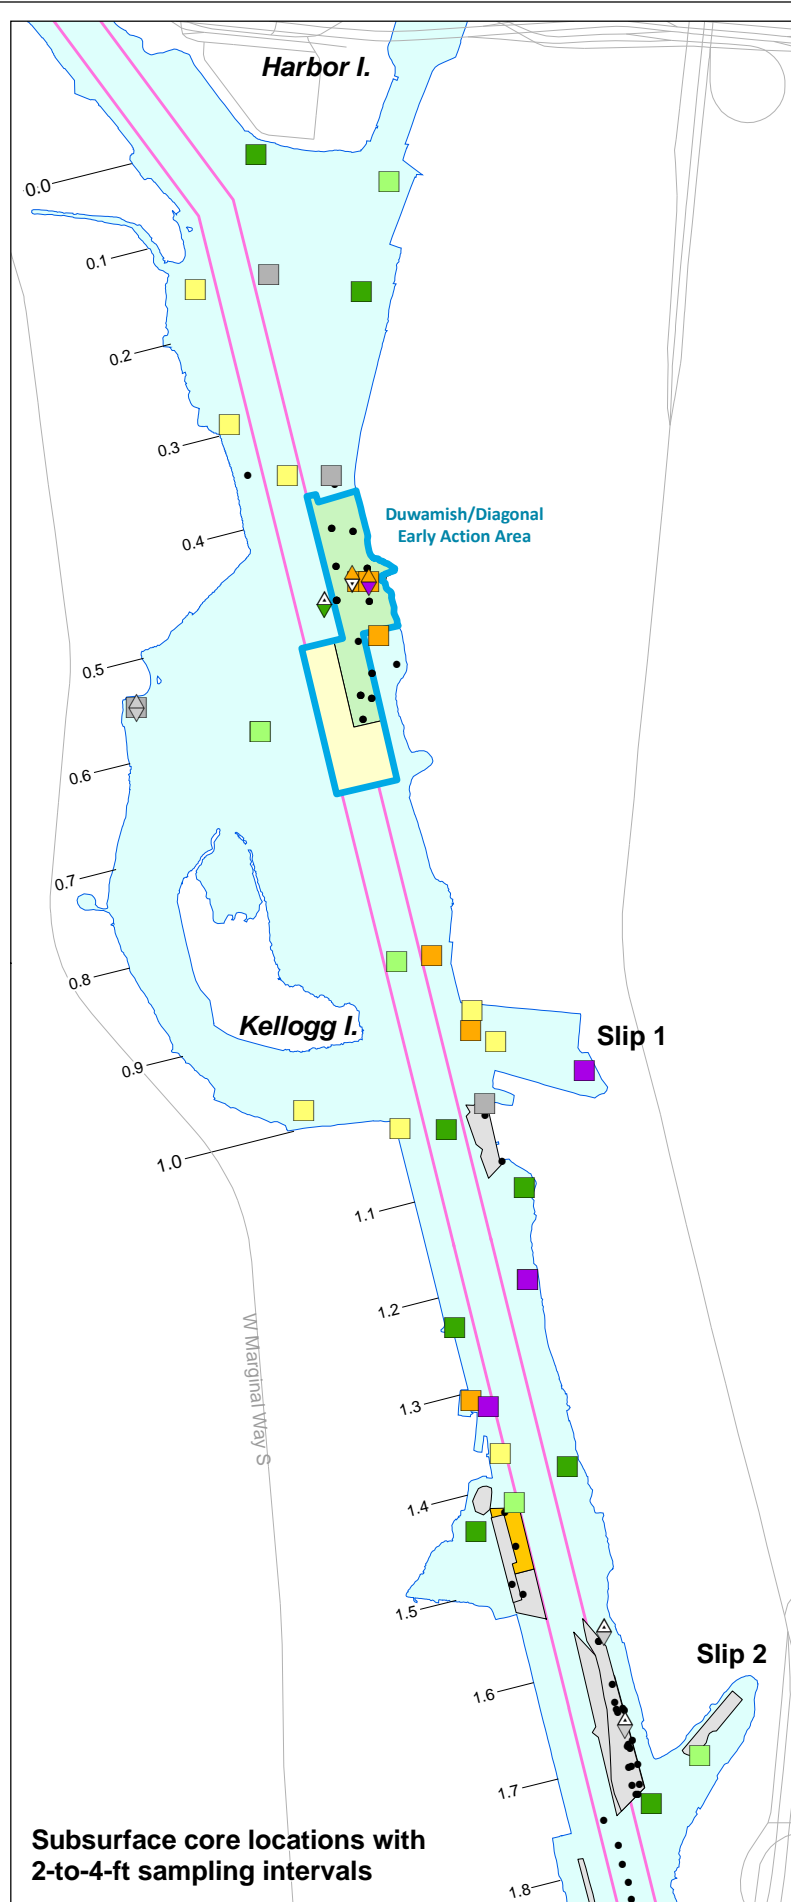 Harbor I.
0.0
0.1
0.2
0.3
0.4
Duwamish/Diagonal
Early Action Area
0.5
0.6
0.7
0.8
Kellogg I.
Slip 1
0.9
1.0
1.1
1.2
W Marginal Way S
1.3
1.4
1.5
Slip 2
1.6
1.7
Subsurface core locations with
2-to-4-ft sampling intervals
1.8